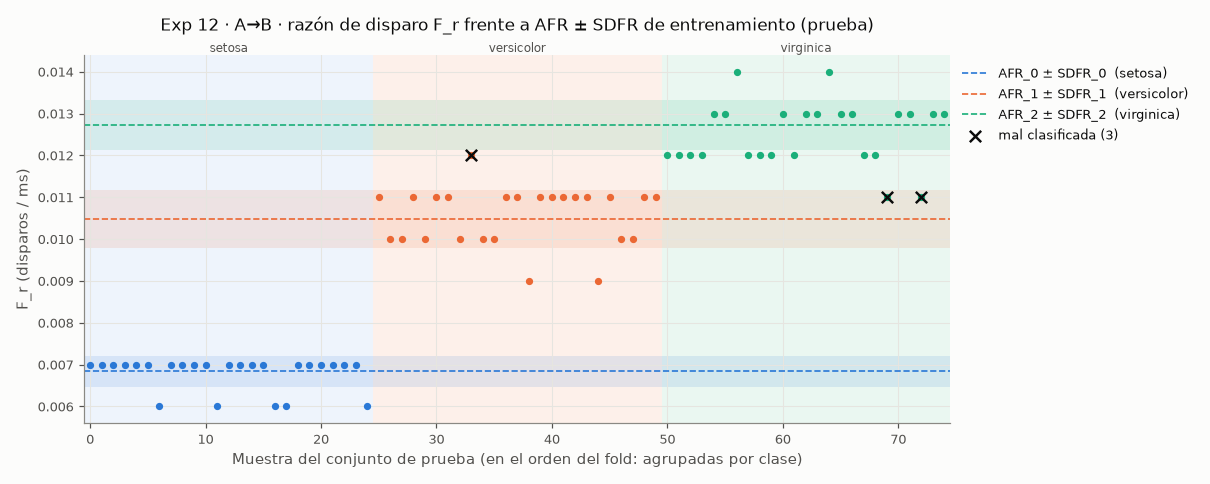 Exp 12 · A→B · razón de disparo F_r frente a AFR ± SDFR de entrenamiento (prueba)
setosa
versicolor
virginica
F_r (disparos / ms)
0.014
0.013
0.012
0.011
0.010
0.009
0.008
0.007
0.006
0
10
20
30
40
50
60
70
Muestra del conjunto de prueba (en el orden del fold: agrupadas por clase)
AFR_0 ± SDFR_0 (setosa)
AFR_1 ± SDFR_1 (versicolor)
AFR_2 ± SDFR_2 (virginica)
mal clasificada (3)